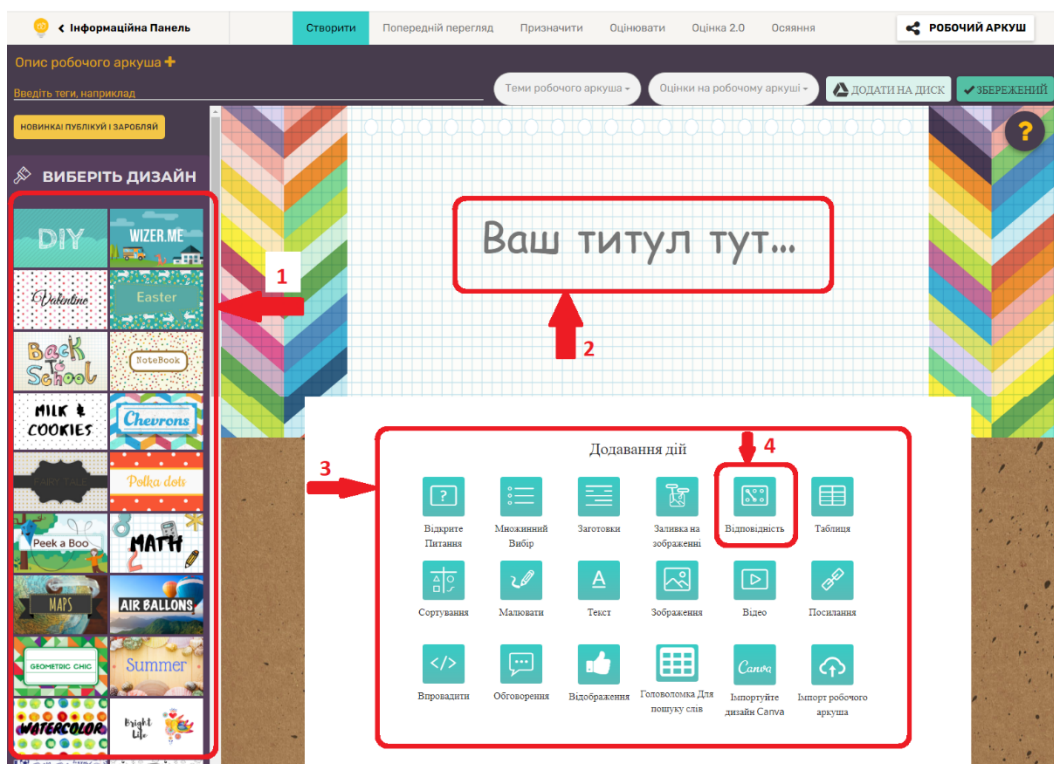 Інформаційна Панель
Створити
Попередній перегляд
Призначити
Оцінювати
Оцінка 2.0
Осяяння
РОБОЧИЙ АРКУШ
Опис робочого аркуша
Введіть теги, наприклад
Теми робочого аркуша
Оцінки на робочому аркуші
ДОДАТИ НА ДИСК
ЗБЕРЕЖЕНИЙ
НОВИНКА! ПУБЛІКУЙ І ЗАРОБЛЯЙ
?
ВИБЕРІТЬ ДИЗАЙН
DIY
WIZER.ME
Valentine
Easter
Back To School
NoteBook
MILK & COOKIES
Chevrons
FAIRY TALE
Polka dots
Peek a Boo
MATH
MAPS
AIR BALLONS
GEOMETRIC CHIC
Summer
WATERCOLOR
Bright Life
1
Ваш титул тут...
2
3
Додавання дій
4
Відкрите
Питання
Множинний
Вибір
Заготовки
Заливка на
зображенні
Відповідність
Таблиця
Сортування
Малювати
Текст
Зображення
Відео
Посилання
Впровадити
Обговорення
Відображення
Головоломка Для
пошуку слів
Canva
Імпортуйте
дизайн Canva
Імпорт робочого
аркуша